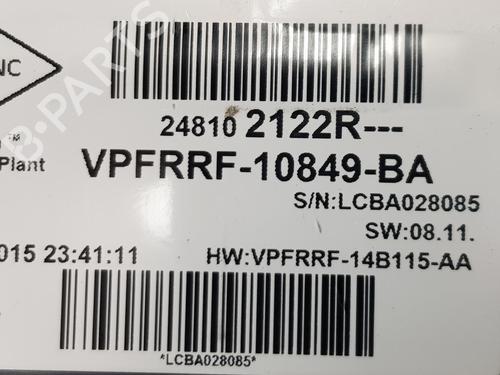 NC
24810 2122R---
™
Plant
VPFRRF-10849-BA
S/N:LCBA028085
SW:08.11.
015 23:41:11
HW:VPFRRF-14B115-AA
*LCBA028085*
B-PARTS